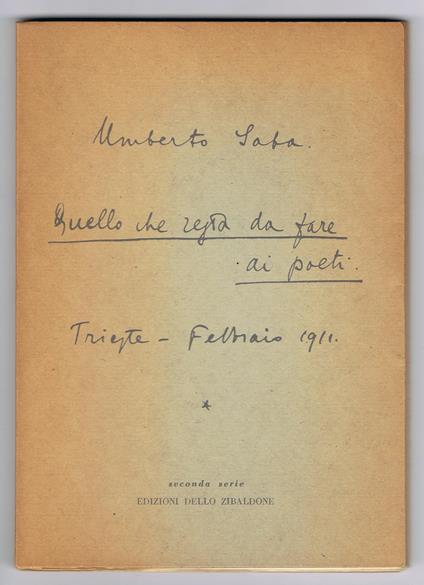 Umberto Saba.
Quello che resta da fare
ai poeti.
Trieste - Febbraio 1911.
*
seconda serie
EDIZIONI DELLO ZIBALDONE